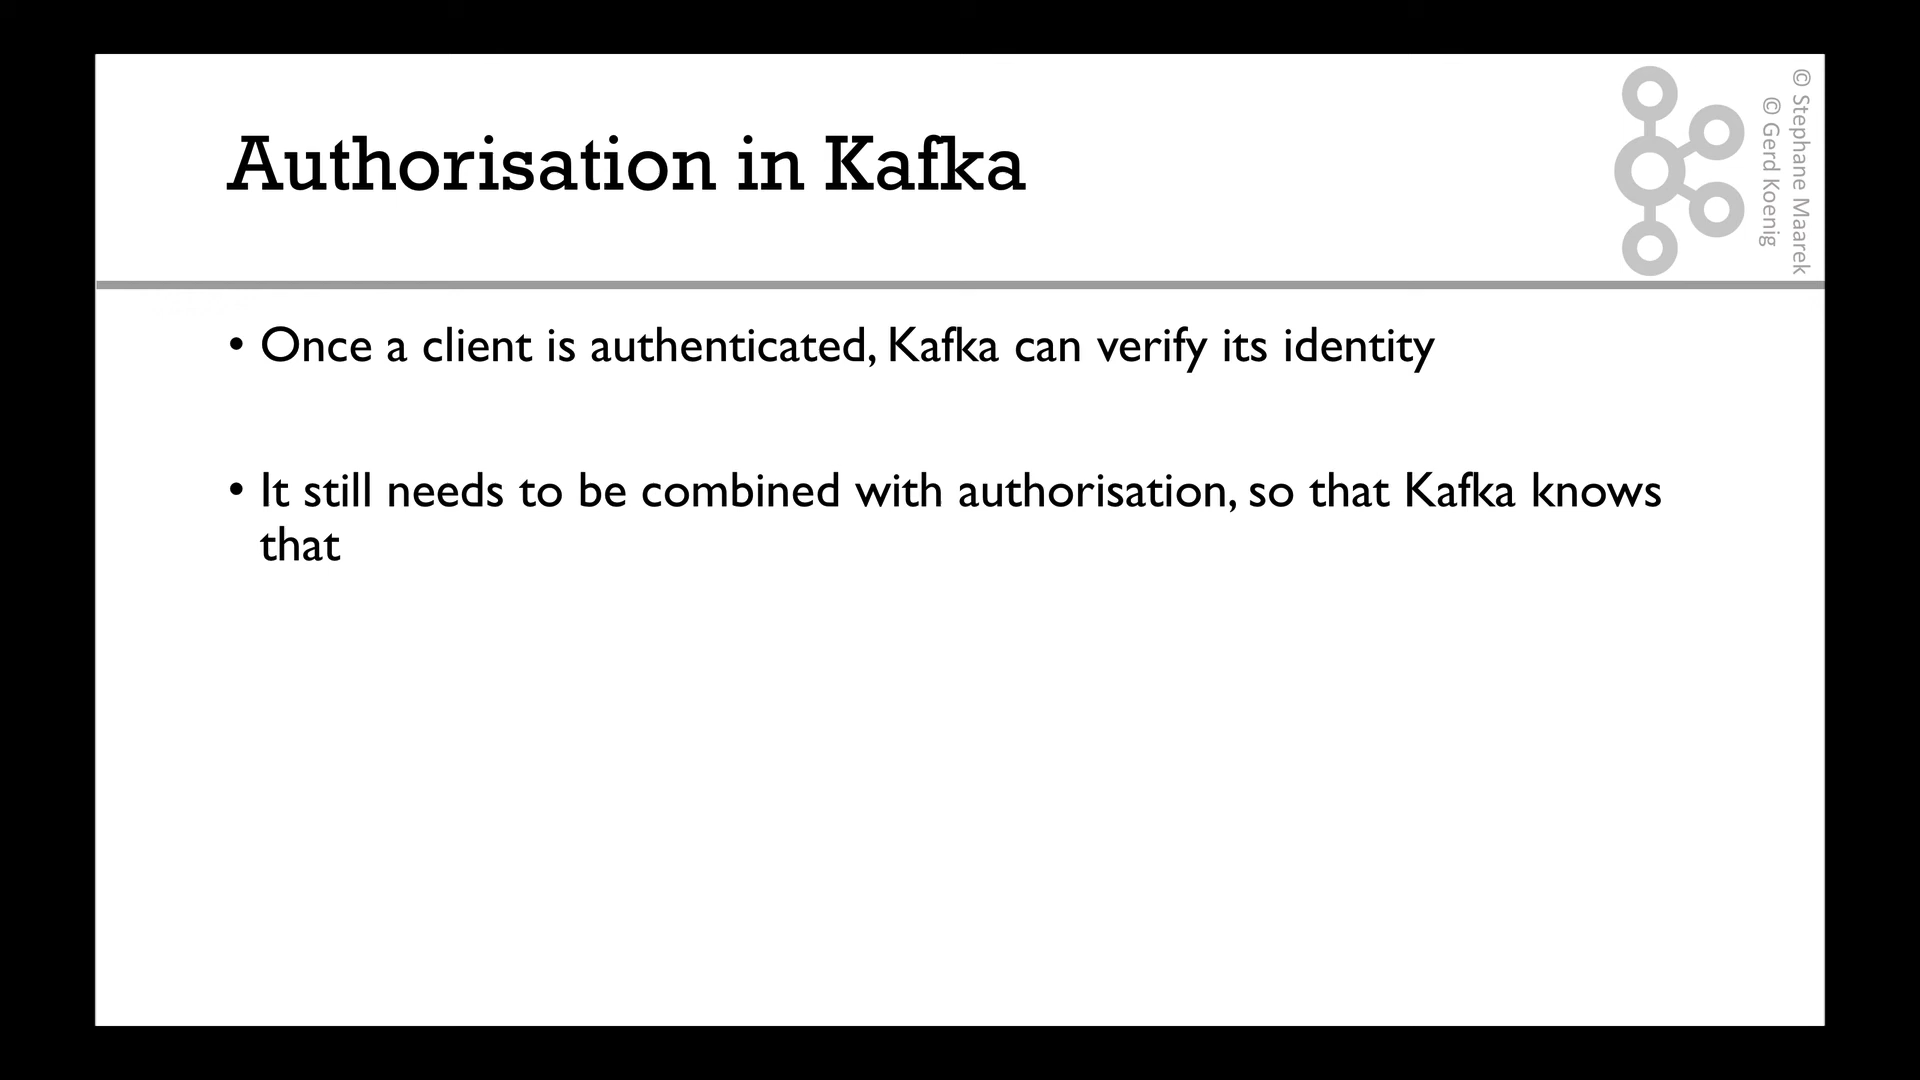 Authorisation in Kafka
© Stephane Maarek
© Gerd Koenig
• Once a client is authenticated, Kafka can verify its identity
• It still needs to be combined with authorisation, so that Kafka knows
that